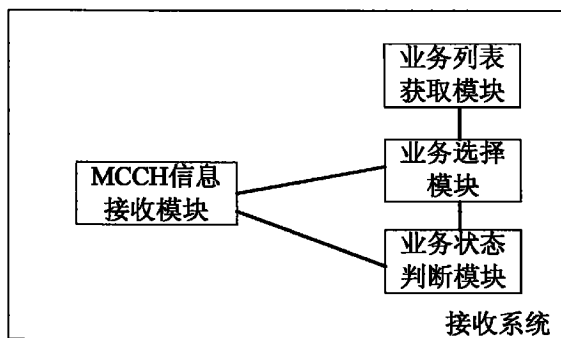 业务列表
获取模块
业务选择
模块
MCCH信息
接收模块
业务状态
判断模块
接收系统